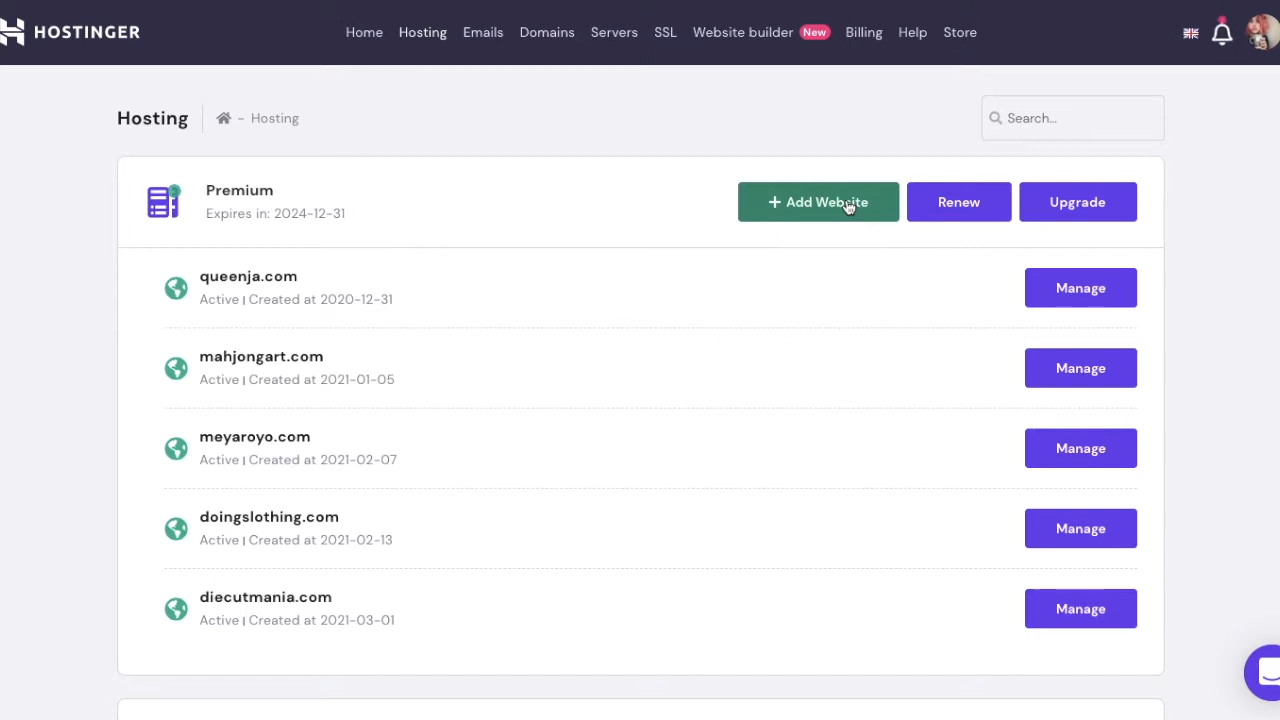 HOSTINGER
Home Hosting Emails Domains Servers SSL Website builder New Billing Help Store
Hosting - Hosting
Search...
Premium
Expires in: 2024-12-31
+ Add Website Renew Upgrade
queenja.com
Active | Created at 2020-12-31
Manage
mahjongart.com
Active | Created at 2021-01-05
Manage
meyaroyo.com
Active | Created at 2021-02-07
Manage
doingslothing.com
Active | Created at 2021-02-13
Manage
diecutmania.com
Active | Created at 2021-03-01
Manage